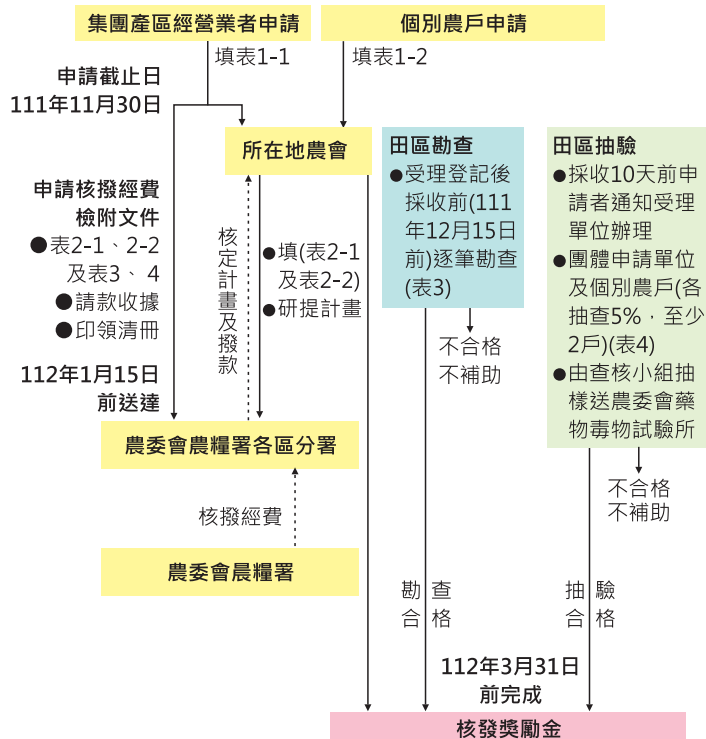 集團產區經營業者申請
個別農戶申請
填表1-1
填表1-2
申請截止日
111年11月30日
所在地農會
申請核撥經費
檢附文件
●表2-1、2-2
及表3、4
●請款收據
●印領清冊
112年1月15日
前送達
核定計畫及撥款
●填(表2-1
及表2-2)
●研提計畫
農委會農糧署各區分署
核撥經費
農委會晨糧署
田區勘查
●受理登記後
採收前(111
年12月15日
前)逐筆勘查
(表3)
不合格
不補助
田區抽驗
●採收10天前申
請者通知受理
單位辦理
●團體申請單位
及個別農戶(各
抽查5%,至少
2戶)(表4)
●由查核小組抽
樣送農委會藥
物毒物試驗所
不合格
不補助
勘查
合格
抽驗
合格
112年3月31日
前完成
核發獎勵金